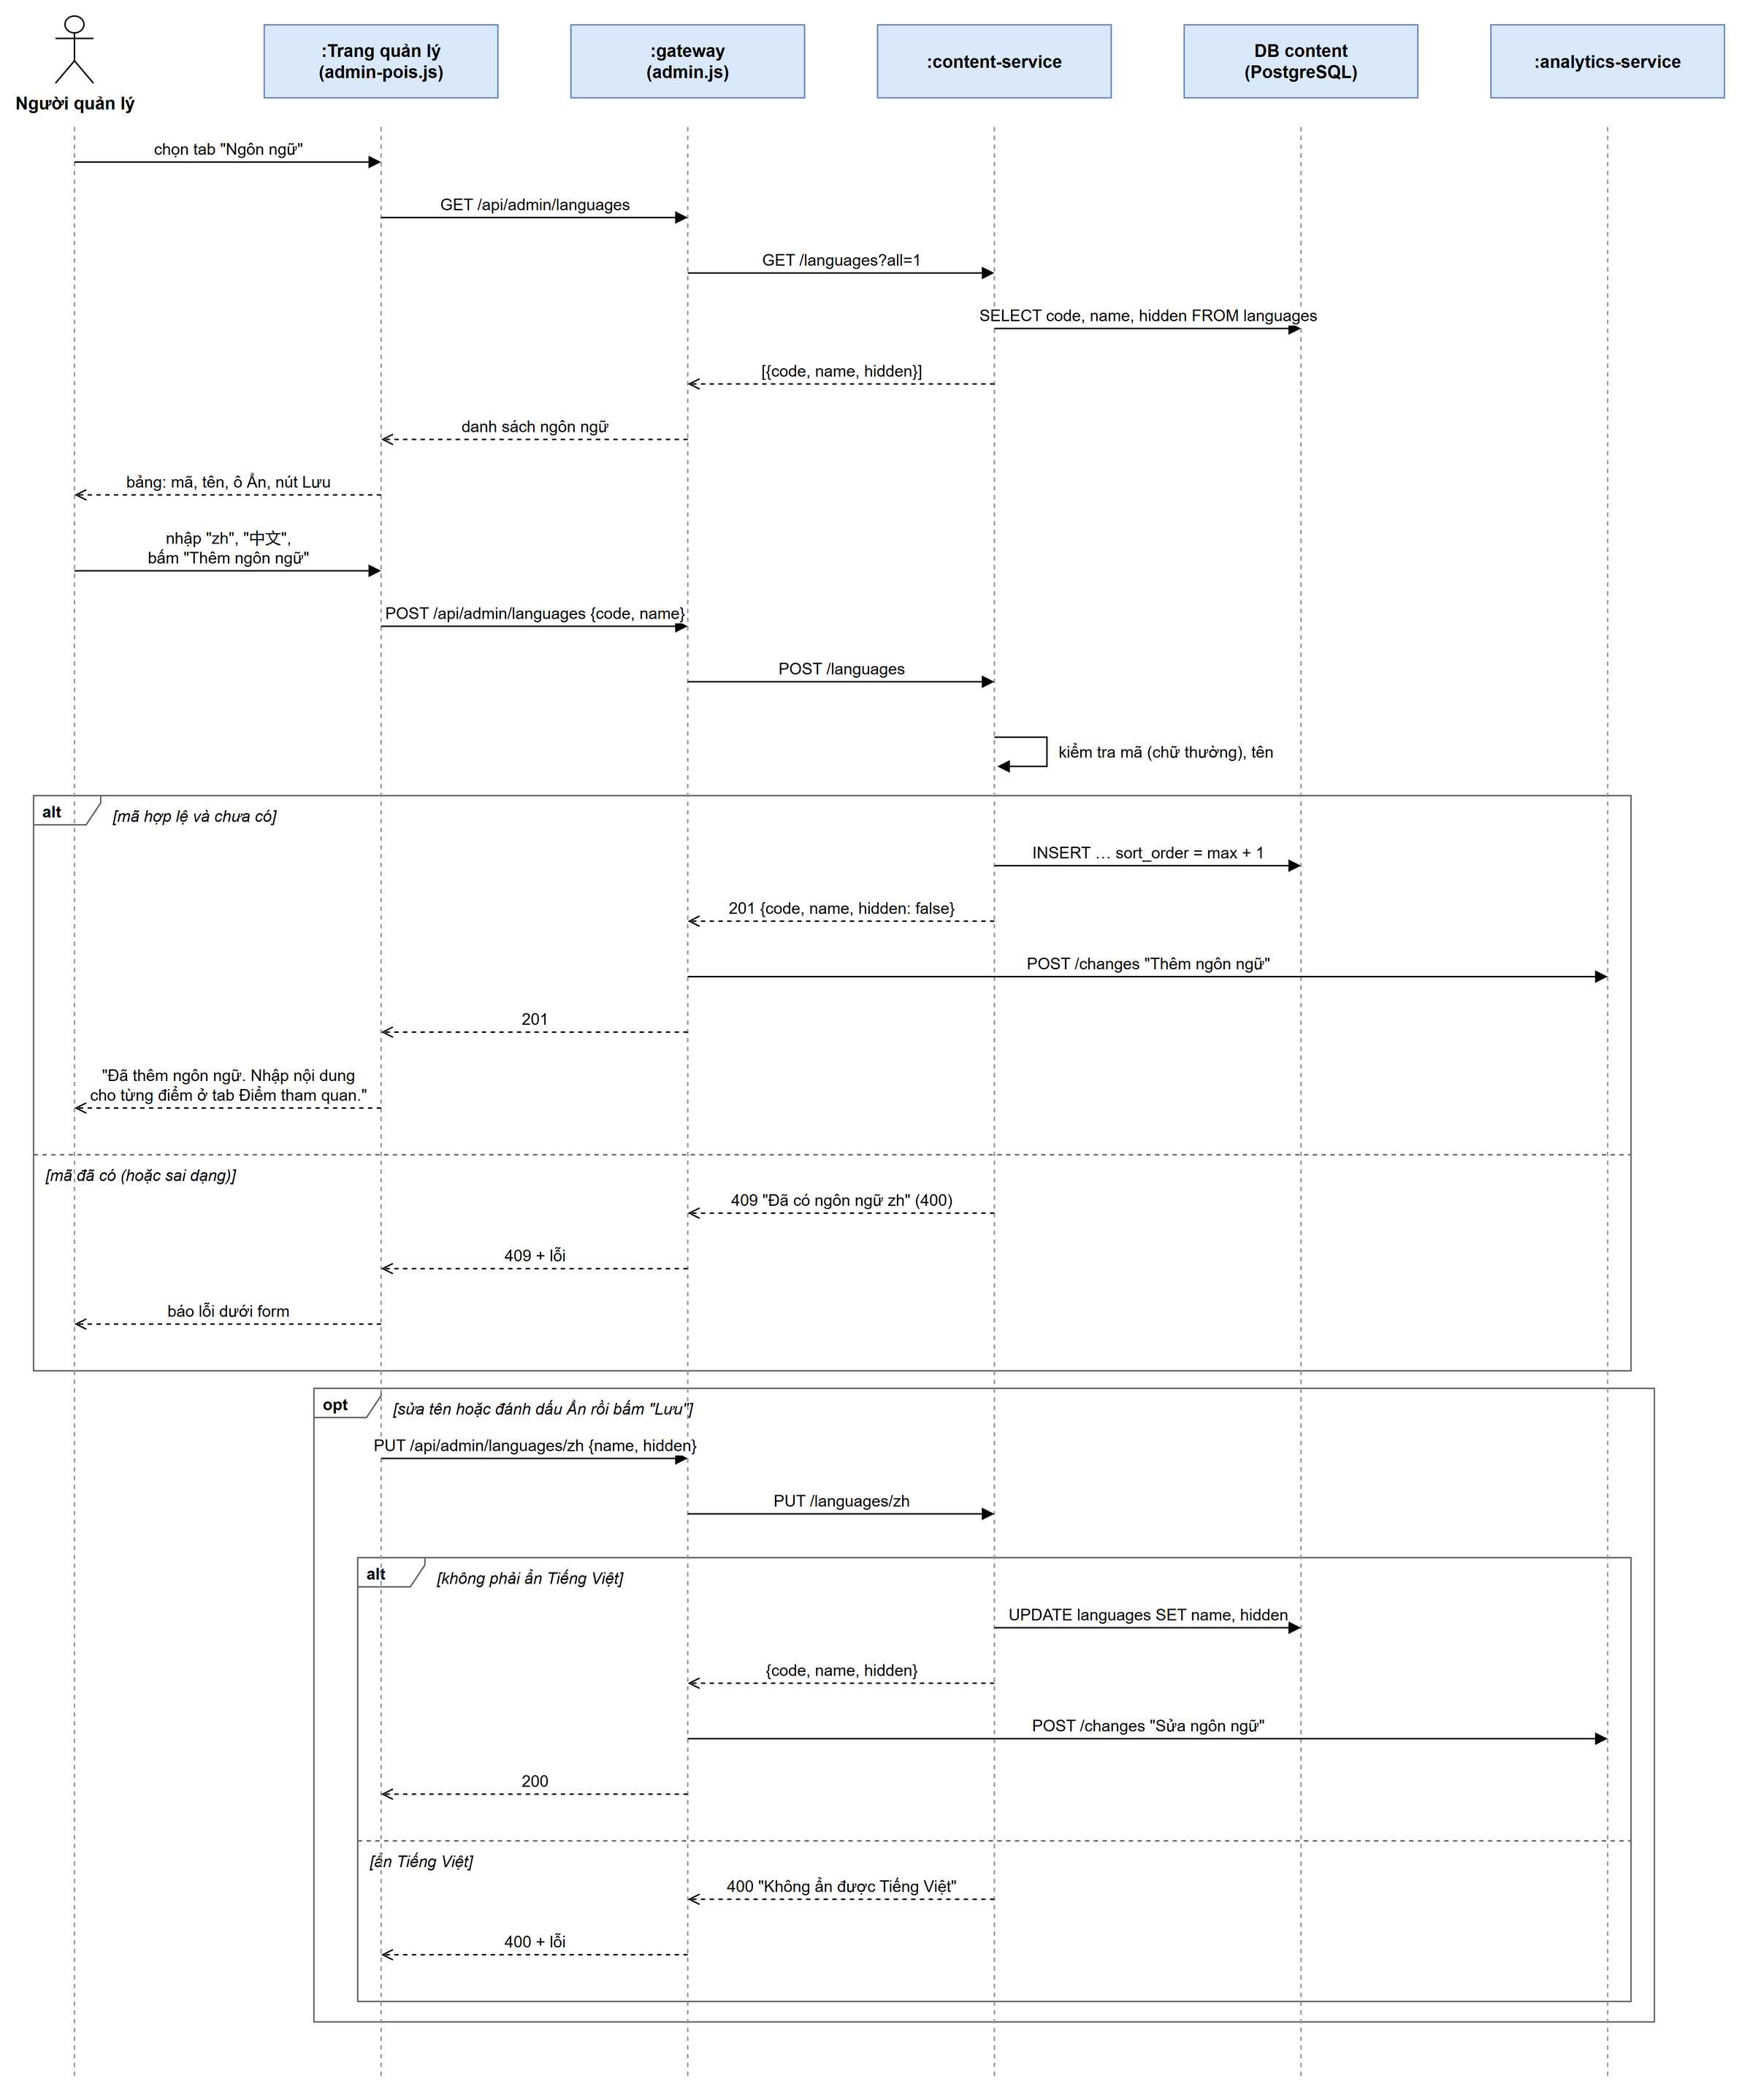 Người quản lý
:Trang quản lý
(admin-pois.js)
:gateway
(admin.js)
:content-service
DB content
(PostgreSQL)
:analytics-service
chọn tab "Ngôn ngữ"
GET /api/admin/languages
GET /languages?all=1
SELECT code, name, hidden FROM languages
[{code, name, hidden}]
danh sách ngôn ngữ
bảng: mã, tên, ô Ẩn, nút Lưu
nhập "zh", "中文",
bấm "Thêm ngôn ngữ"
POST /api/admin/languages {code, name}
POST /languages
kiểm tra mã (chữ thường), tên
alt
[mã hợp lệ và chưa có]
INSERT … sort_order = max + 1
201 {code, name, hidden: false}
POST /changes "Thêm ngôn ngữ"
201
"Đã thêm ngôn ngữ. Nhập nội dung
cho từng điểm ở tab Điểm tham quan."
[mã đã có (hoặc sai dạng)]
409 "Đã có ngôn ngữ zh" (400)
409 + lỗi
báo lỗi dưới form
opt
[sửa tên hoặc đánh dấu Ẩn rồi bấm "Lưu"]
PUT /api/admin/languages/zh {name, hidden}
PUT /languages/zh
alt
[không phải ẩn Tiếng Việt]
UPDATE languages SET name, hidden
{code, name, hidden}
POST /changes "Sửa ngôn ngữ"
200
[ẩn Tiếng Việt]
400 "Không ẩn được Tiếng Việt"
400 + lỗi